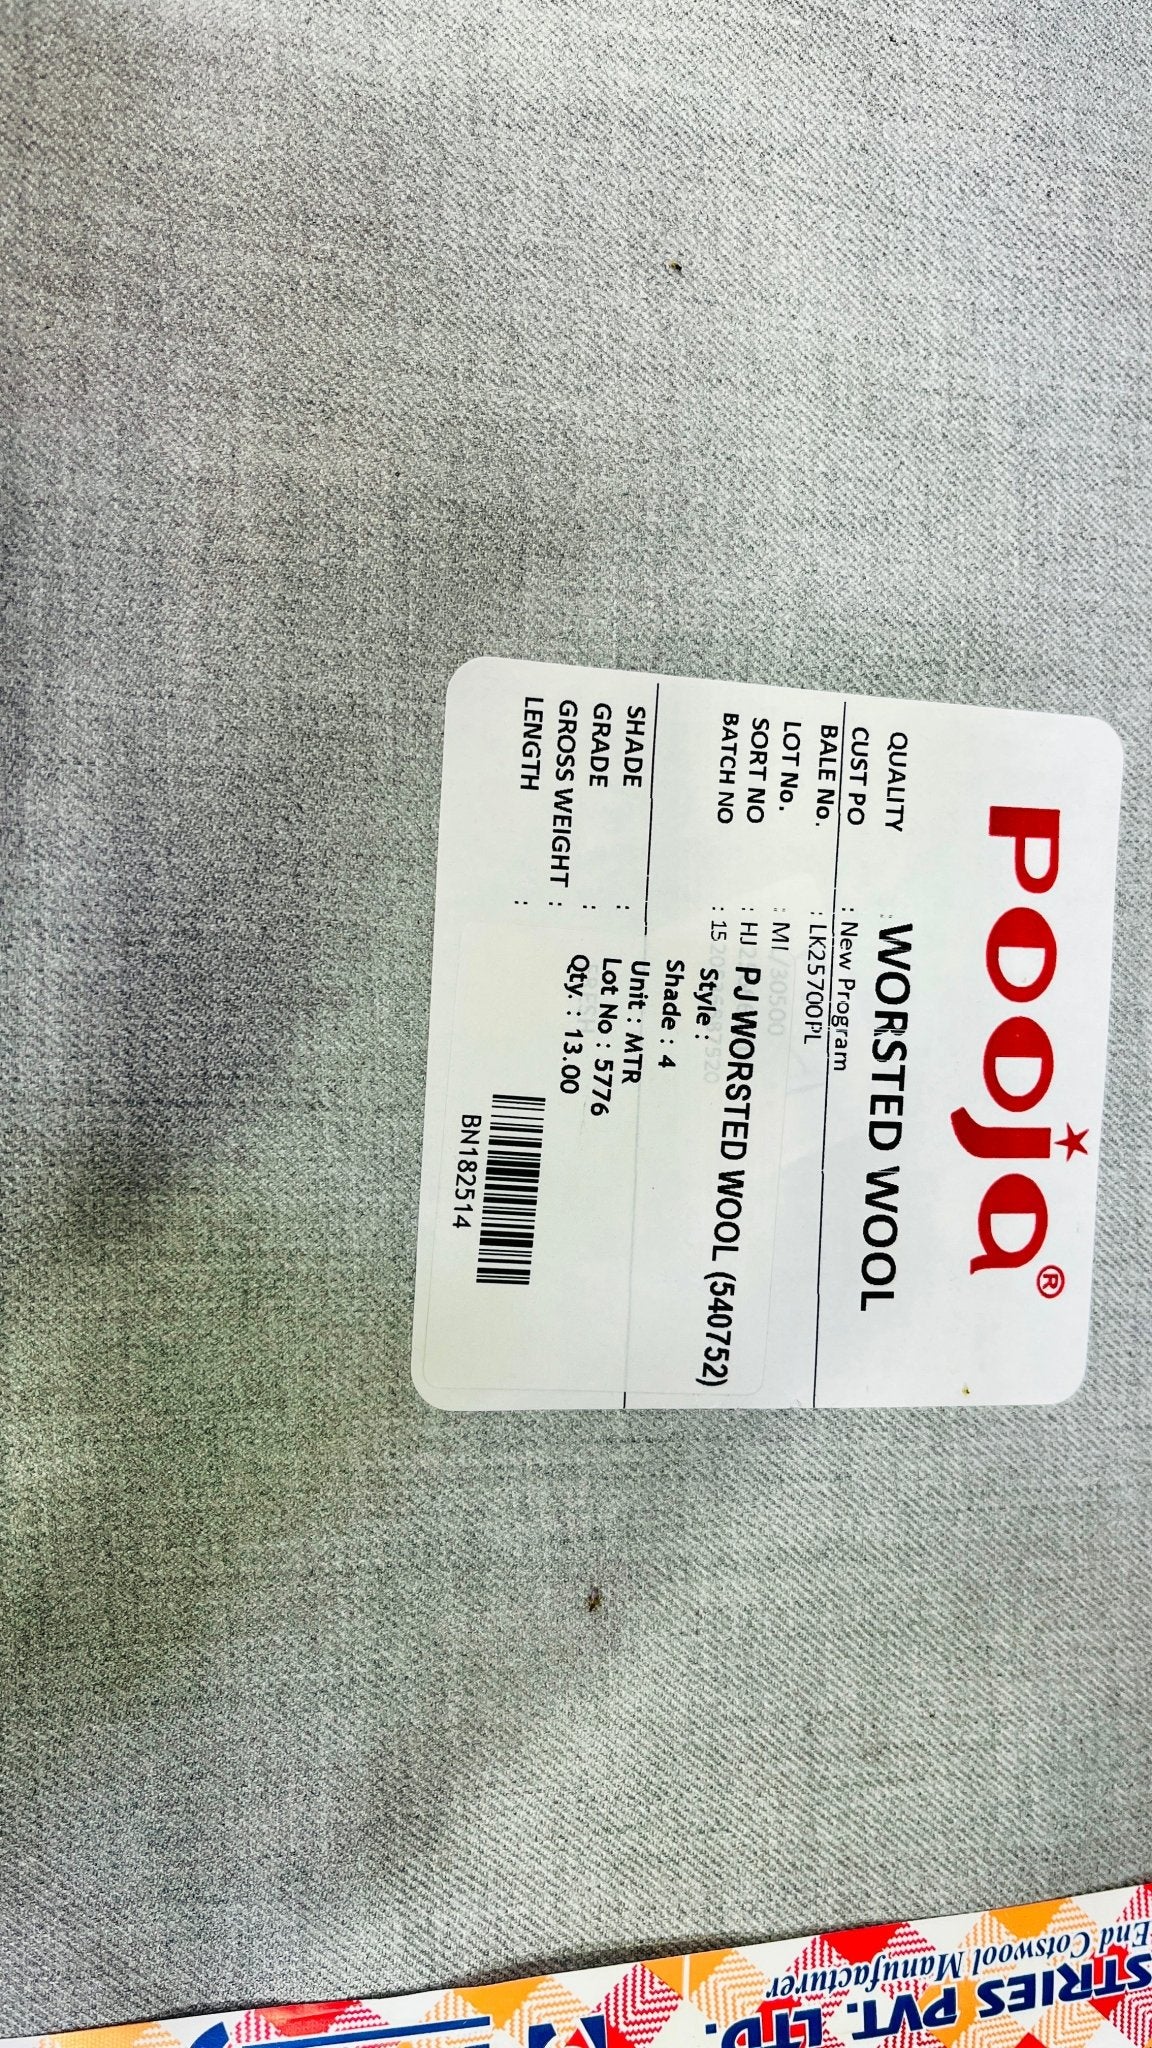 PODja®
QUALITY : WORSTED WOOL
CUST PO : New Program
BALE No. : LK25700PL
LOT No. : MI/30500
SORT NO : HJ
BATCH NO : 15
PJ WORSTED WOOL (540752)
Style :
Shade : 4
SHADE :
Unit : MTR
GRADE :
Lot No : 5776
GROSS WEIGHT :
Qty. : 13.00
LENGTH :
BN182514
STRIES PVT. LTD.
End Cotswool Manufacturer